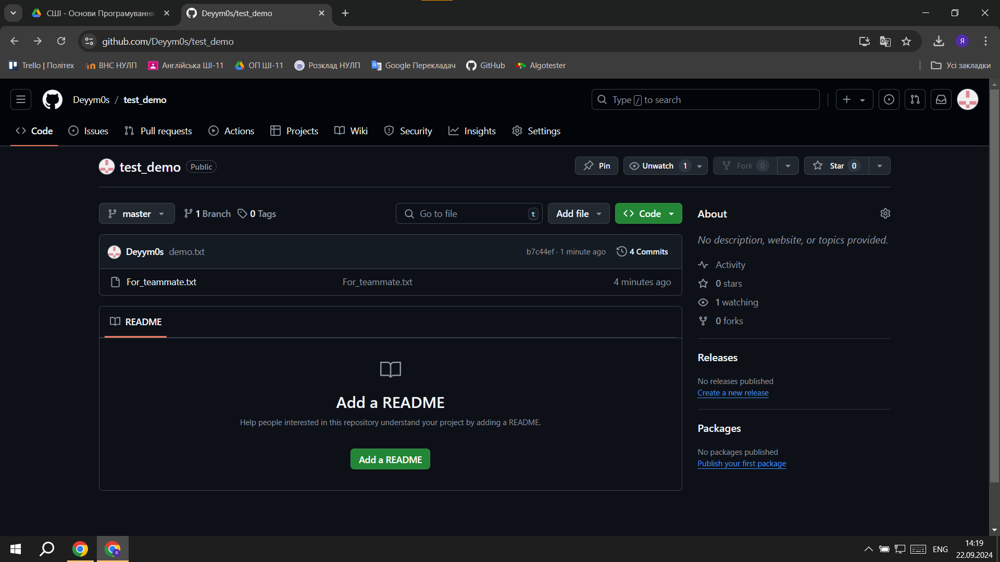 СШІ - Основи Програмування
Deyym0s/test_demo
github.com/Deyym0s/test_demo
Я
Trello | Політех
ВНС НУЛП
Англійська ШІ-11
ОП ШІ-11
Розклад НУЛП
Google Перекладач
GitHub
Algotester
Усі закладки
Deyym0s / test_demo
Type / to search
Code
Issues
Pull requests
Actions
Projects
Wiki
Security
Insights
Settings
test_demo Public
Pin
Unwatch 1
Fork 0
Star 0
master
1 Branch
0 Tags
Go to file t
Add file
Code
Deyym0s demo.txt
b7c44ef · 1 minute ago
4 Commits
For_teammate.txt
For_teammate.txt
4 minutes ago
README
Add a README
Help people interested in this repository understand your project by adding a README.
Add a README
About
No description, website, or topics provided.
Activity
0 stars
1 watching
0 forks
Releases
No releases published
Create a new release
Packages
No packages published
Publish your first package
ENG
14:19
22.09.2024